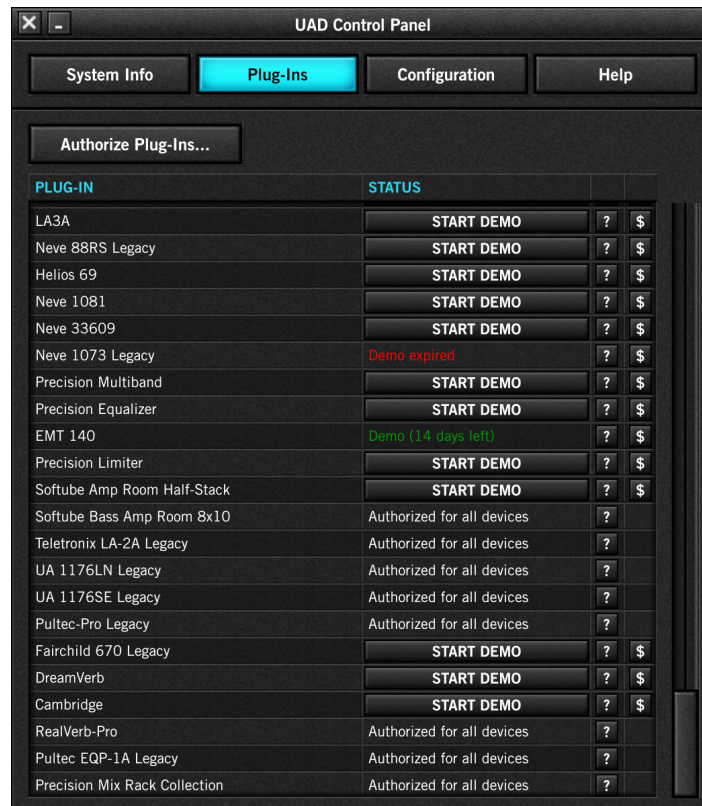 UAD Control Panel
System Info Plug-Ins Configuration Help
Authorize Plug-Ins...
PLUG-IN STATUS
LA3A START DEMO ? $
Neve 88RS Legacy START DEMO ? $
Helios 69 START DEMO ? $
Neve 1081 START DEMO ? $
Neve 33609 START DEMO ? $
Neve 1073 Legacy Demo expired ? $
Precision Multiband START DEMO ? $
Precision Equalizer START DEMO ? $
EMT 140 Demo (14 days left) ? $
Precision Limiter START DEMO ? $
Softube Amp Room Half-Stack START DEMO ? $
Softube Bass Amp Room 8x10 Authorized for all devices ?
Teletronix LA-2A Legacy Authorized for all devices ?
UA 1176LN Legacy Authorized for all devices ?
UA 1176SE Legacy Authorized for all devices ?
Pultec-Pro Legacy Authorized for all devices ?
Fairchild 670 Legacy START DEMO ? $
DreamVerb START DEMO ? $
Cambridge START DEMO ? $
RealVerb-Pro Authorized for all devices ?
Pultec EQP-1A Legacy Authorized for all devices ?
Precision Mix Rack Collection Authorized for all devices ?